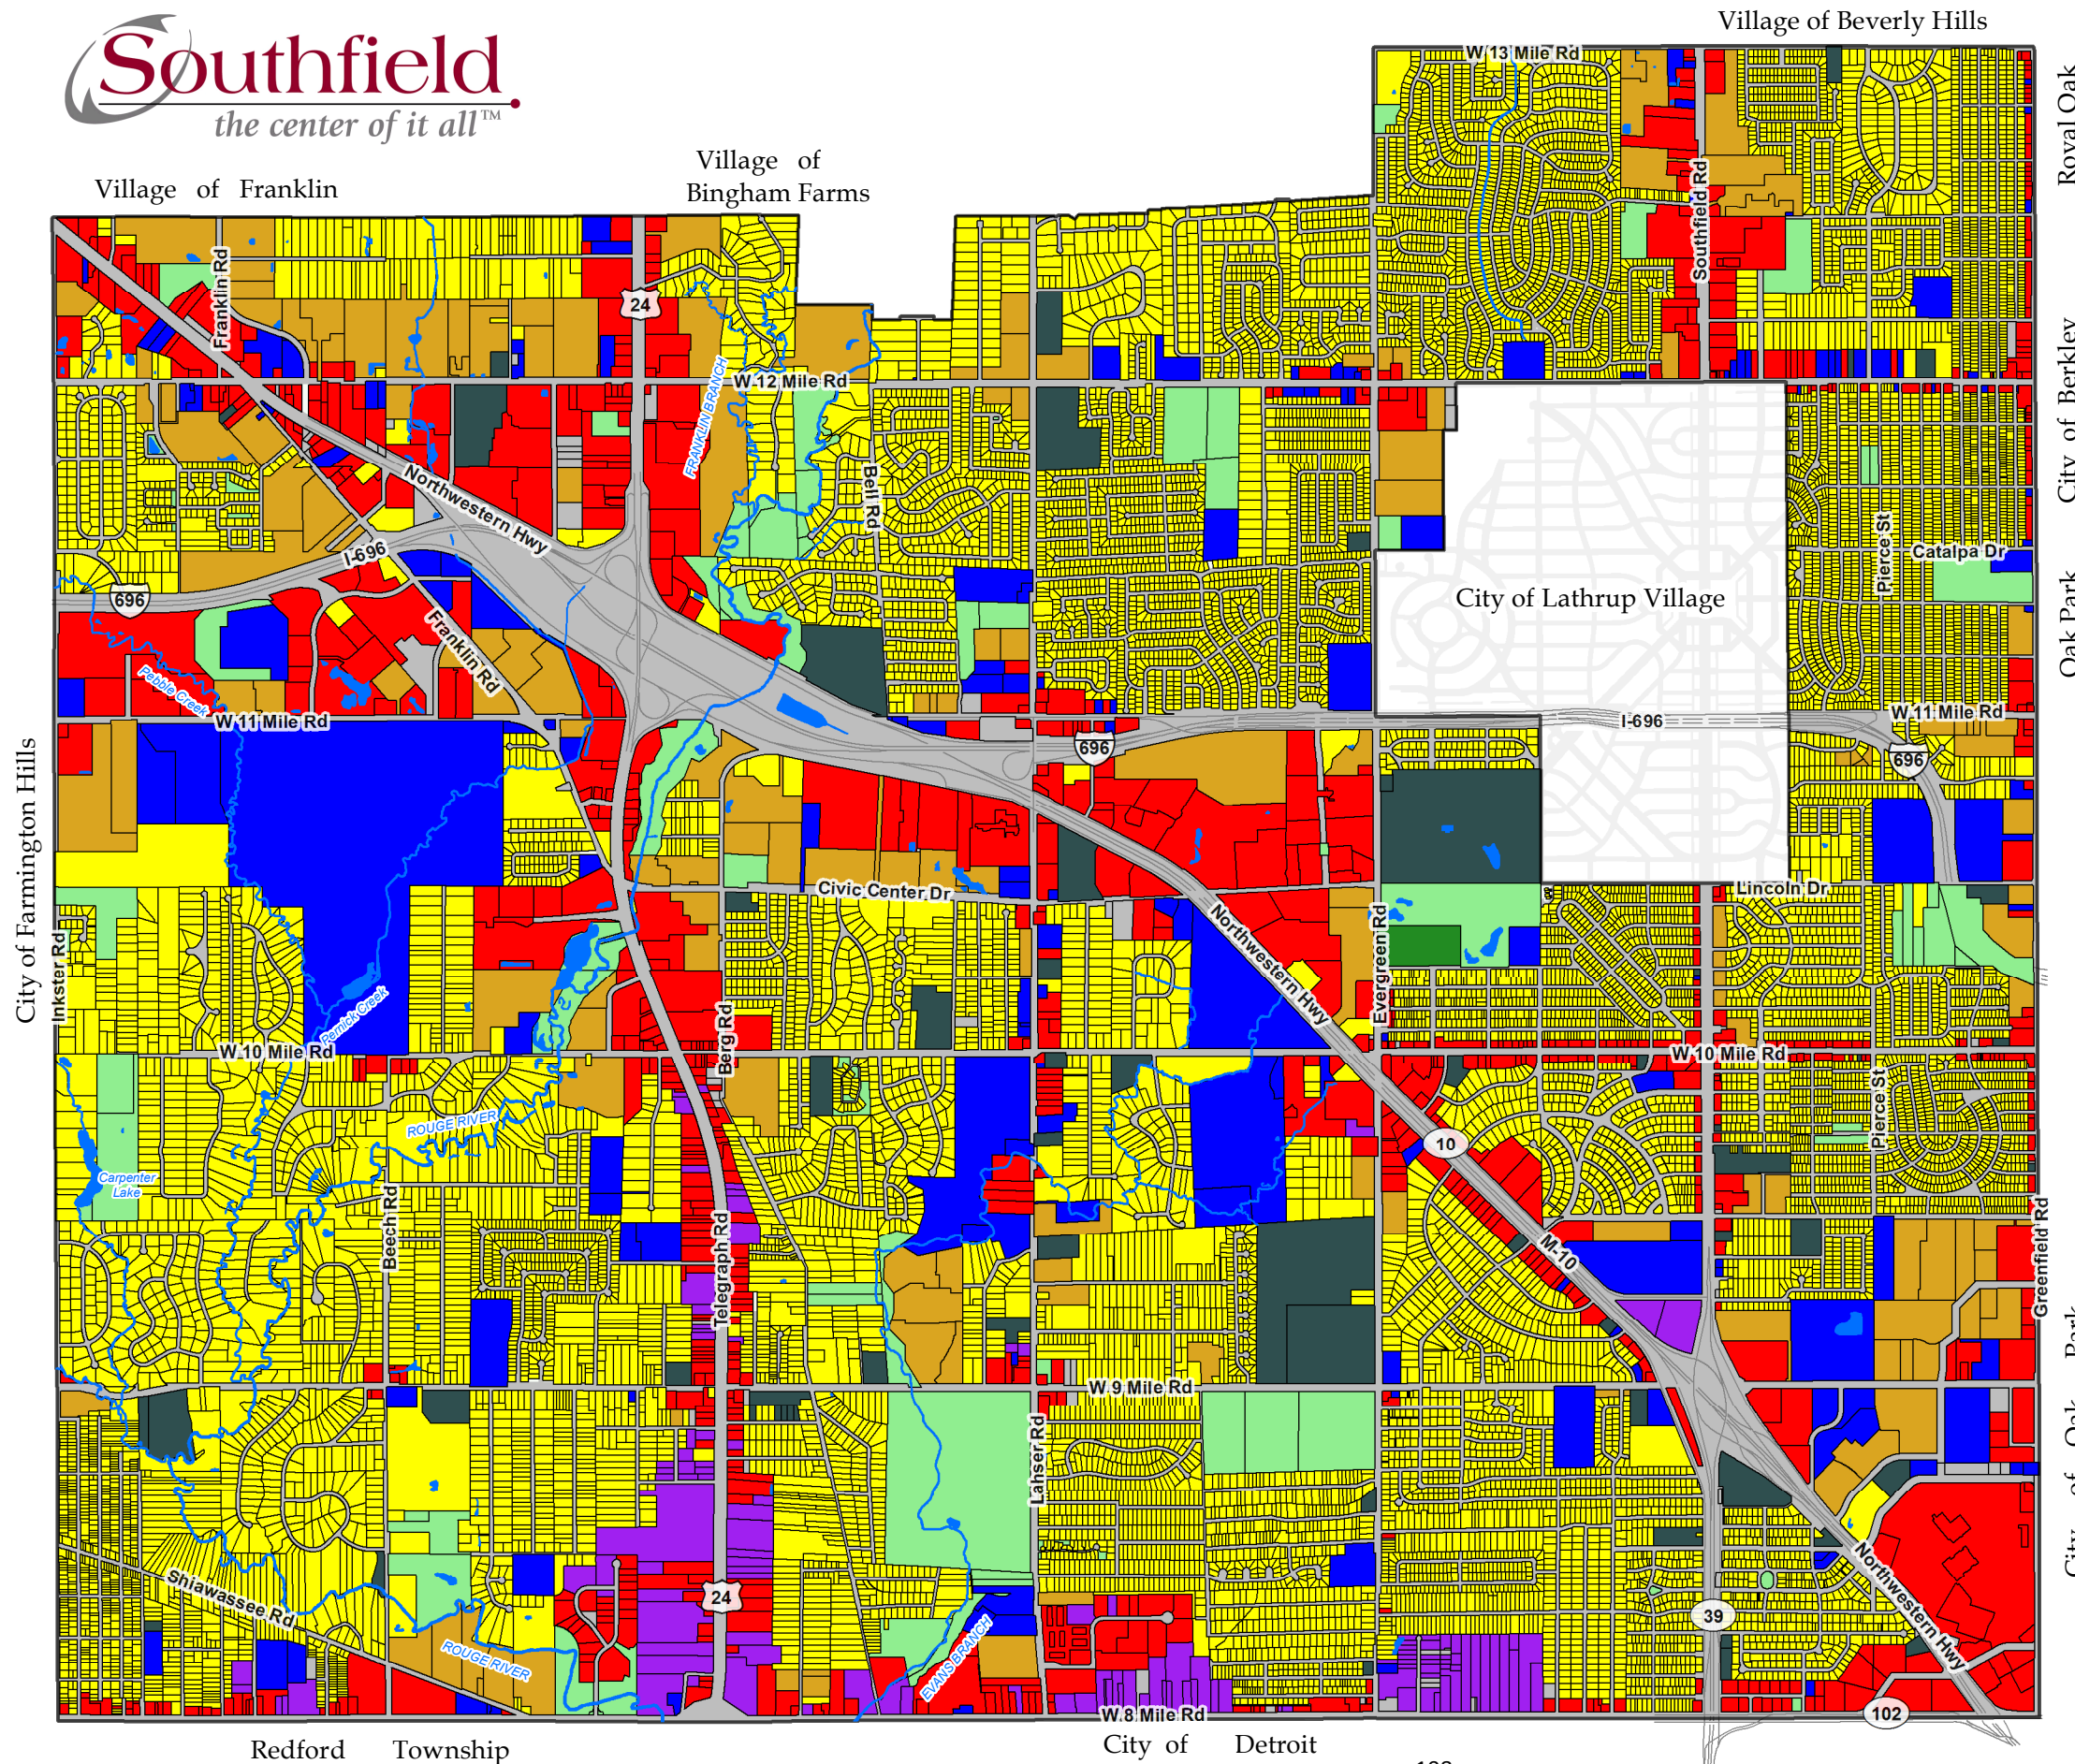 Village of Beverly Hills
W 13 Mile Rd
Southfield
the center of it all™
Royal Oak
Village of
Bingham Farms
Village of Franklin
Southfield Rd
Franklin Rd
24
City of Berkley
W 12 Mile Rd
FRANKLIN BRANCH
Northwestern Hwy
Bell Rd
Pierce St
Catalpa Dr
I-696
696
City of Lathrup Village
Oak Park
Franklin Rd
Pebble Creek
W 11 Mile Rd
I-696
W 11 Mile Rd
696
696
City of Farmington Hills
Civic Center Dr
Lincoln Dr
Inkster Rd
Northwestern Hwy
Evergreen Rd
Pernick Creek
Berg Rd
W 10 Mile Rd
W 10 Mile Rd
ROUGE RIVER
Pierce St
10
Carpenter
Lake
Beech Rd
Telegraph Rd
M-10
Greenfield Rd
W 9 Mile Rd
Lahser Rd
City of Oak Park
Shiawassee Rd
Northwestern Hwy
24
39
ROUGE RIVER
EVANS BRANCH
W 8 Mile Rd
102
Redford Township
City of Detroit